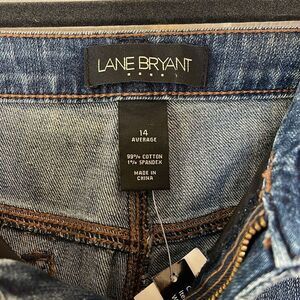 LANE BRYANT
14
AVERAGE
99% COTTON
1% SPANDEX
MADE IN
CHINA